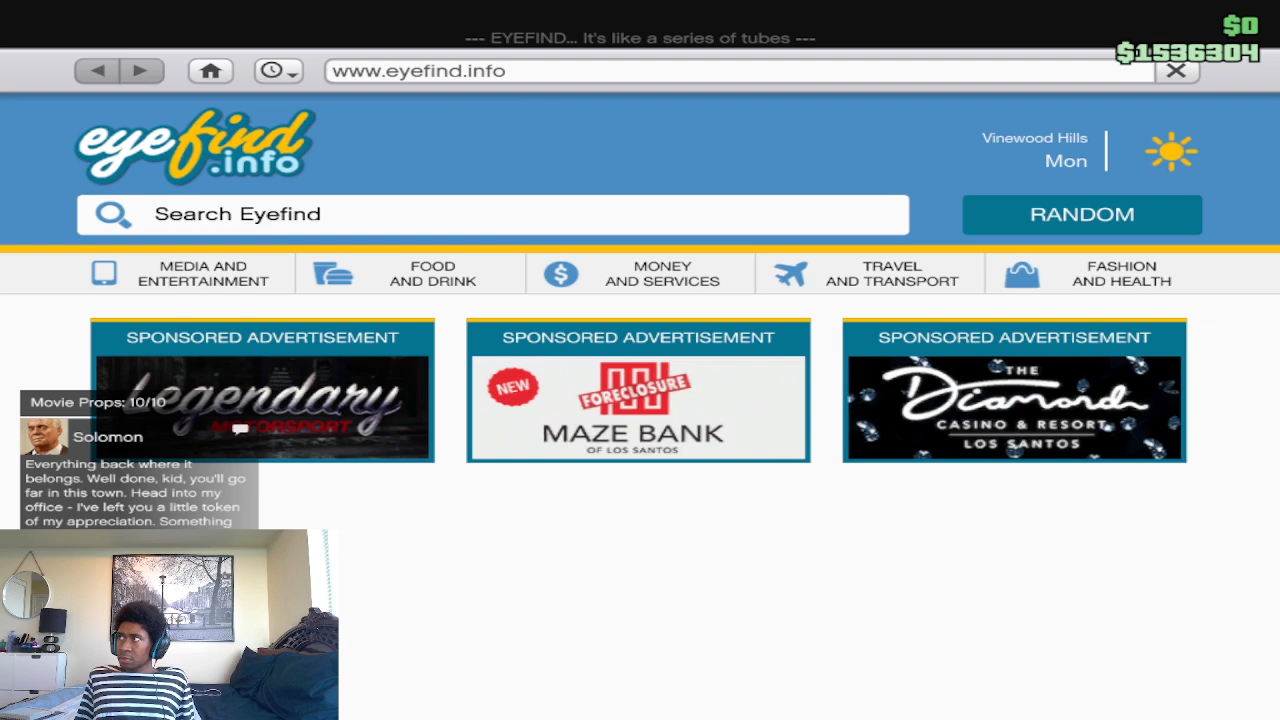 $0
--- EYEFIND... It's like a series of tubes ---
$1536304
www.eyefind.info
eyefind
.info
Vinewood Hills
Mon
Search Eyefind
RANDOM
MEDIA AND
ENTERTAINMENT
FOOD
AND DRINK
MONEY
AND SERVICES
TRAVEL
AND TRANSPORT
FASHION
AND HEALTH
SPONSORED ADVERTISEMENT
Legendary
MOTORSPORT
SPONSORED ADVERTISEMENT
NEW
FORECLOSURE
MAZE BANK
OF LOS SANTOS
SPONSORED ADVERTISEMENT
THE
Diamond
CASINO & RESORT
LOS SANTOS
Movie Props: 10/10
Solomon
Everything back where it
belongs. Well done, kid, you'll go
far in this town. Head into my
office - I've left you a little token
of my appreciation. Something